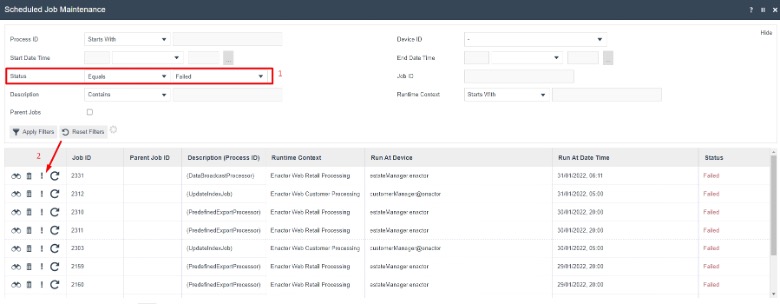 Scheduled Job Maintenance
?
Hide
Process ID Starts With Device ID -
Start Date Time ... End Date Time ...
Status Equals Failed 1 Job ID
Description Contains Runtime Context Starts With
Parent Jobs
Apply Filters Reset Filters
2
Job ID Parent Job ID Description (Process ID) Runtime Context Run At Device Run At Date Time Status
2331 (DataBroadcastProcessor) Enactor Web Retail Processing estateManager.enactor 31/01/2022, 06:11 Failed
2312 (UpdateIndexJob) Enactor Web Customer Processing customerManager@enactor 31/01/2022, 05:00 Failed
2310 (PredefinedExportProcessor) Enactor Web Retail Processing estateManager.enactor 30/01/2022, 20:00 Failed
2311 (PredefinedExportProcessor) Enactor Web Retail Processing estateManager.enactor 30/01/2022, 20:00 Failed
2303 (UpdateIndexJob) Enactor Web Customer Processing customerManager@enactor 30/01/2022, 05:00 Failed
2159 (PredefinedExportProcessor) Enactor Web Retail Processing estateManager.enactor 29/01/2022, 20:00 Failed
2160 (PredefinedExportProcessor) Enactor Web Retail Processing estateManager.enactor 29/01/2022, 20:00 Failed